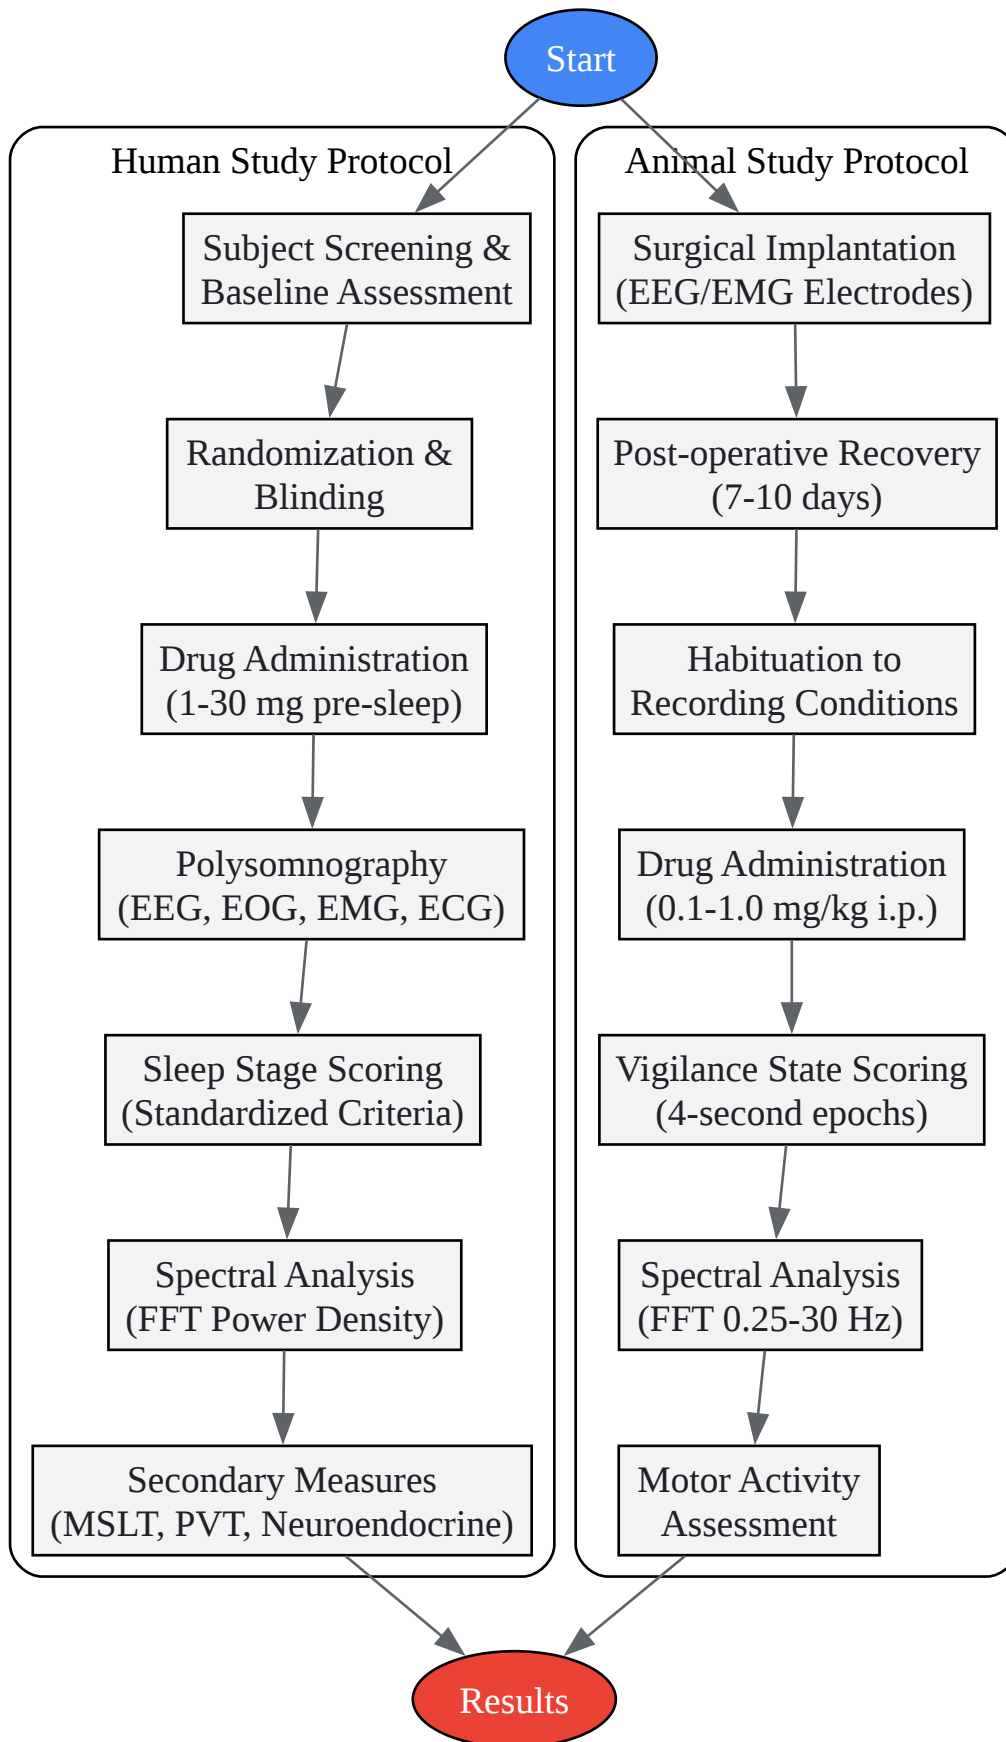 Start
Human Study Protocol
Subject Screening &
Baseline Assessment
Randomization &
Blinding
Drug Administration
(1-30 mg pre-sleep)
Polysomnography
(EEG, EOG, EMG, ECG)
Sleep Stage Scoring
(Standardized Criteria)
Spectral Analysis
(FFT Power Density)
Secondary Measures
(MSLT, PVT, Neuroendocrine)
Animal Study Protocol
Surgical Implantation
(EEG/EMG Electrodes)
Post-operative Recovery
(7-10 days)
Habituation to
Recording Conditions
Drug Administration
(0.1-1.0 mg/kg i.p.)
Vigilance State Scoring
(4-second epochs)
Spectral Analysis
(FFT 0.25-30 Hz)
Motor Activity
Assessment
Results